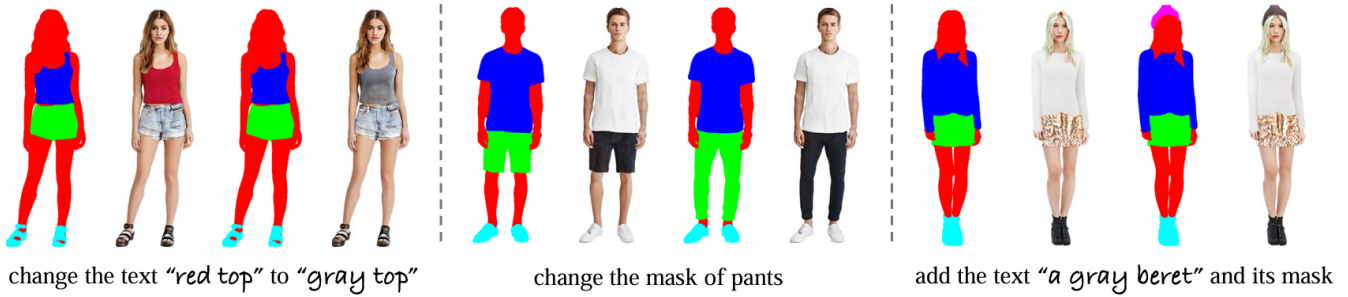 change the text “red top” to “gray top”
change the mask of pants
add the text “a gray beret” and its mask